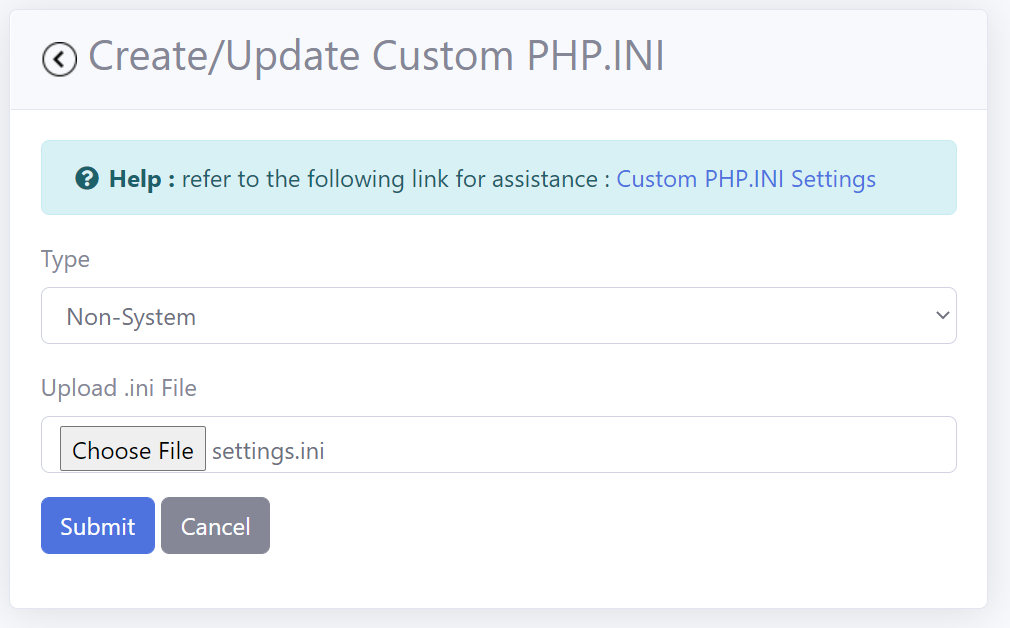 Create/Update Custom PHP.INI
Help : refer to the following link for assistance : Custom PHP.INI Settings
Type
Non-System
Upload .ini File
Choose File settings.ini
Submit Cancel